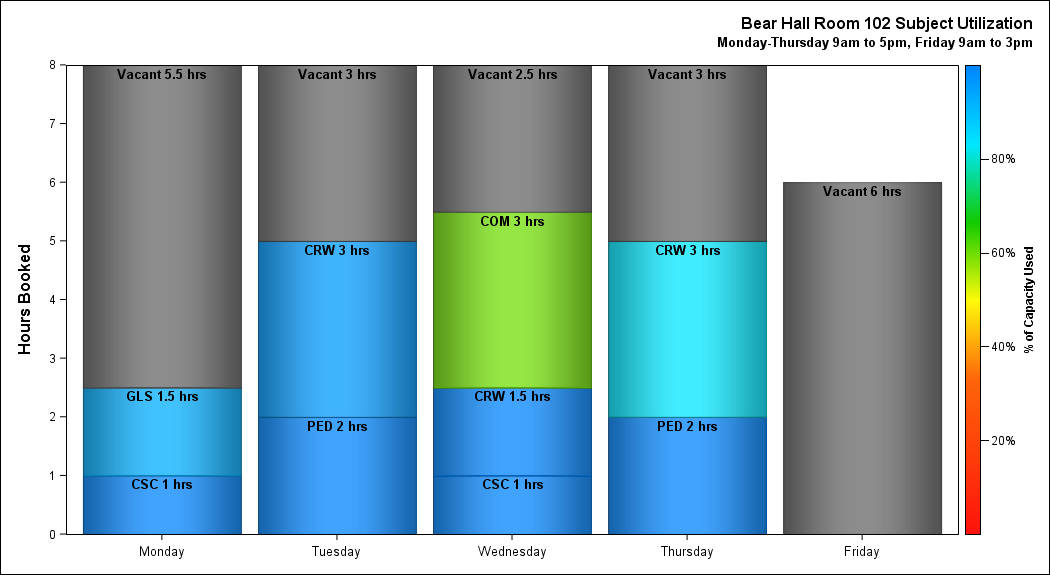 Bear Hall Room 102 Subject Utilization
Monday-Thursday 9am to 5pm, Friday 9am to 3pm
Hours Booked
8
7
6
5
4
3
2
1
0
Vacant 5.5 hrs
GLS 1.5 hrs
CSC 1 hrs
Vacant 3 hrs
CRW 3 hrs
PED 2 hrs
Vacant 2.5 hrs
COM 3 hrs
CRW 1.5 hrs
CSC 1 hrs
Vacant 3 hrs
CRW 3 hrs
PED 2 hrs
Vacant 6 hrs
Monday
Tuesday
Wednesday
Thursday
Friday
80%
60%
40%
20%
% of Capacity Used